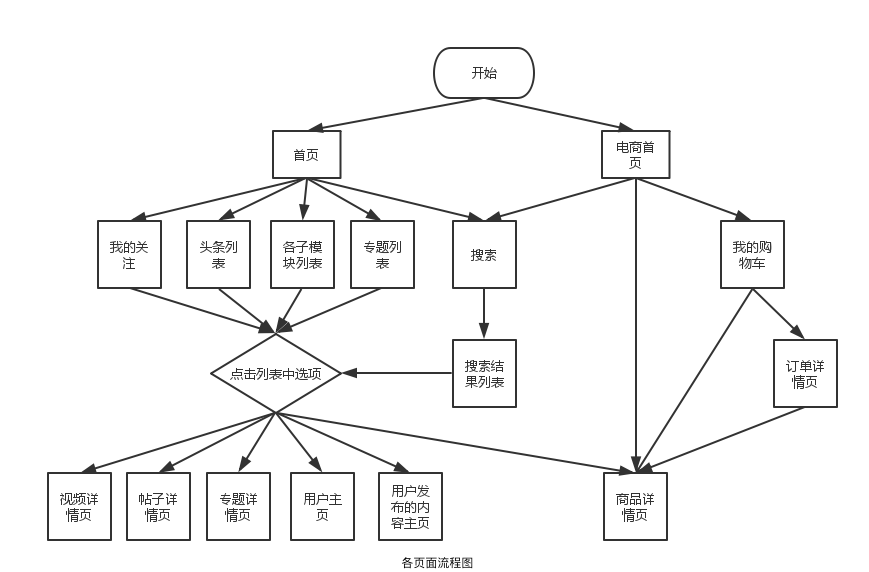 开始
首页
电商首
页
我的关
注
头条列
表
各子模
块列表
专题列
表
搜索
我的购
物车
点击列表中选项
搜索结
果列表
订单详
情页
视频详
情页
帖子详
情页
专题详
情页
用户主
页
用户发
布的内
容主页
商品详
情页
各页面流程图